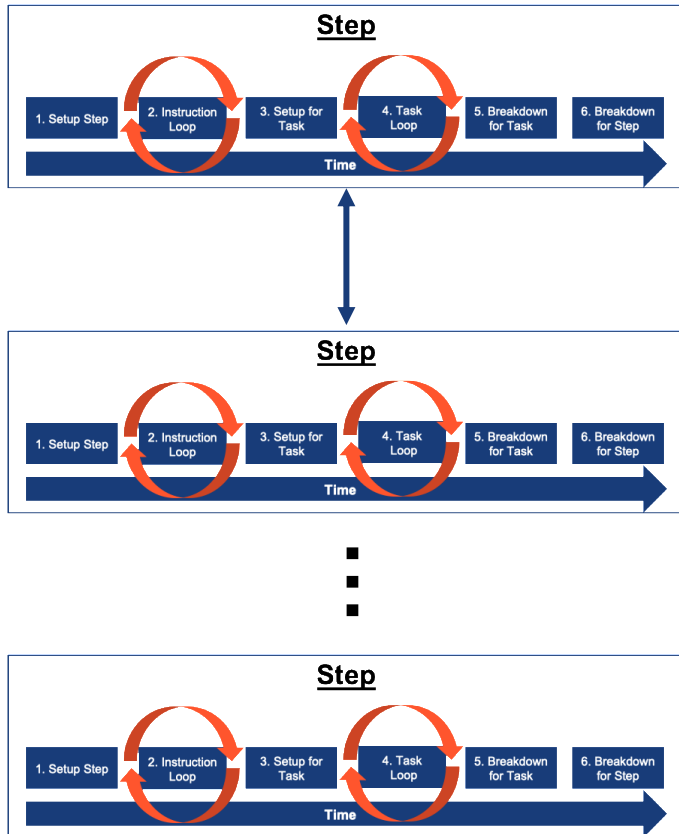 Step
1. Setup Step
2. Instruction
Loop
3. Setup for
Task
4. Task
Loop
5. Breakdown
for Task
6. Breakdown
for Step
Time
Step
1. Setup Step
2. Instruction
Loop
3. Setup for
Task
4. Task
Loop
5. Breakdown
for Task
6. Breakdown
for Step
Time
Step
1. Setup Step
2. Instruction
Loop
3. Setup for
Task
4. Task
Loop
5. Breakdown
for Task
6. Breakdown
for Step
Time